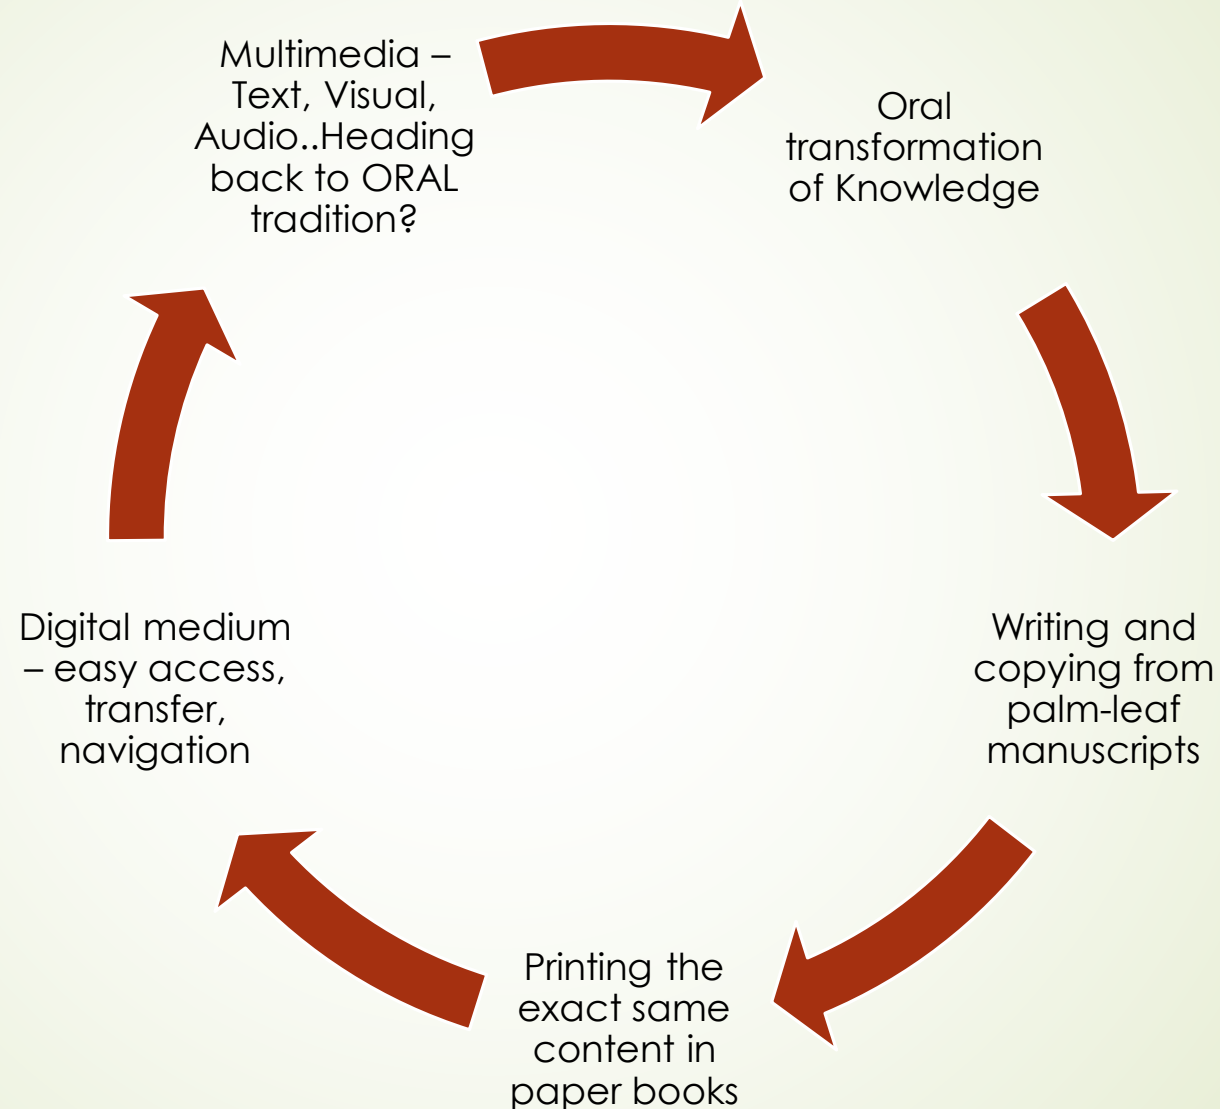 Multimedia –
Text, Visual,
Audio..Heading
back to ORAL
tradition?
Oral
transformation
of Knowledge
Writing and
copying from
palm-leaf
manuscripts
Printing the
exact same
content in
paper books
Digital medium
– easy access,
transfer,
navigation